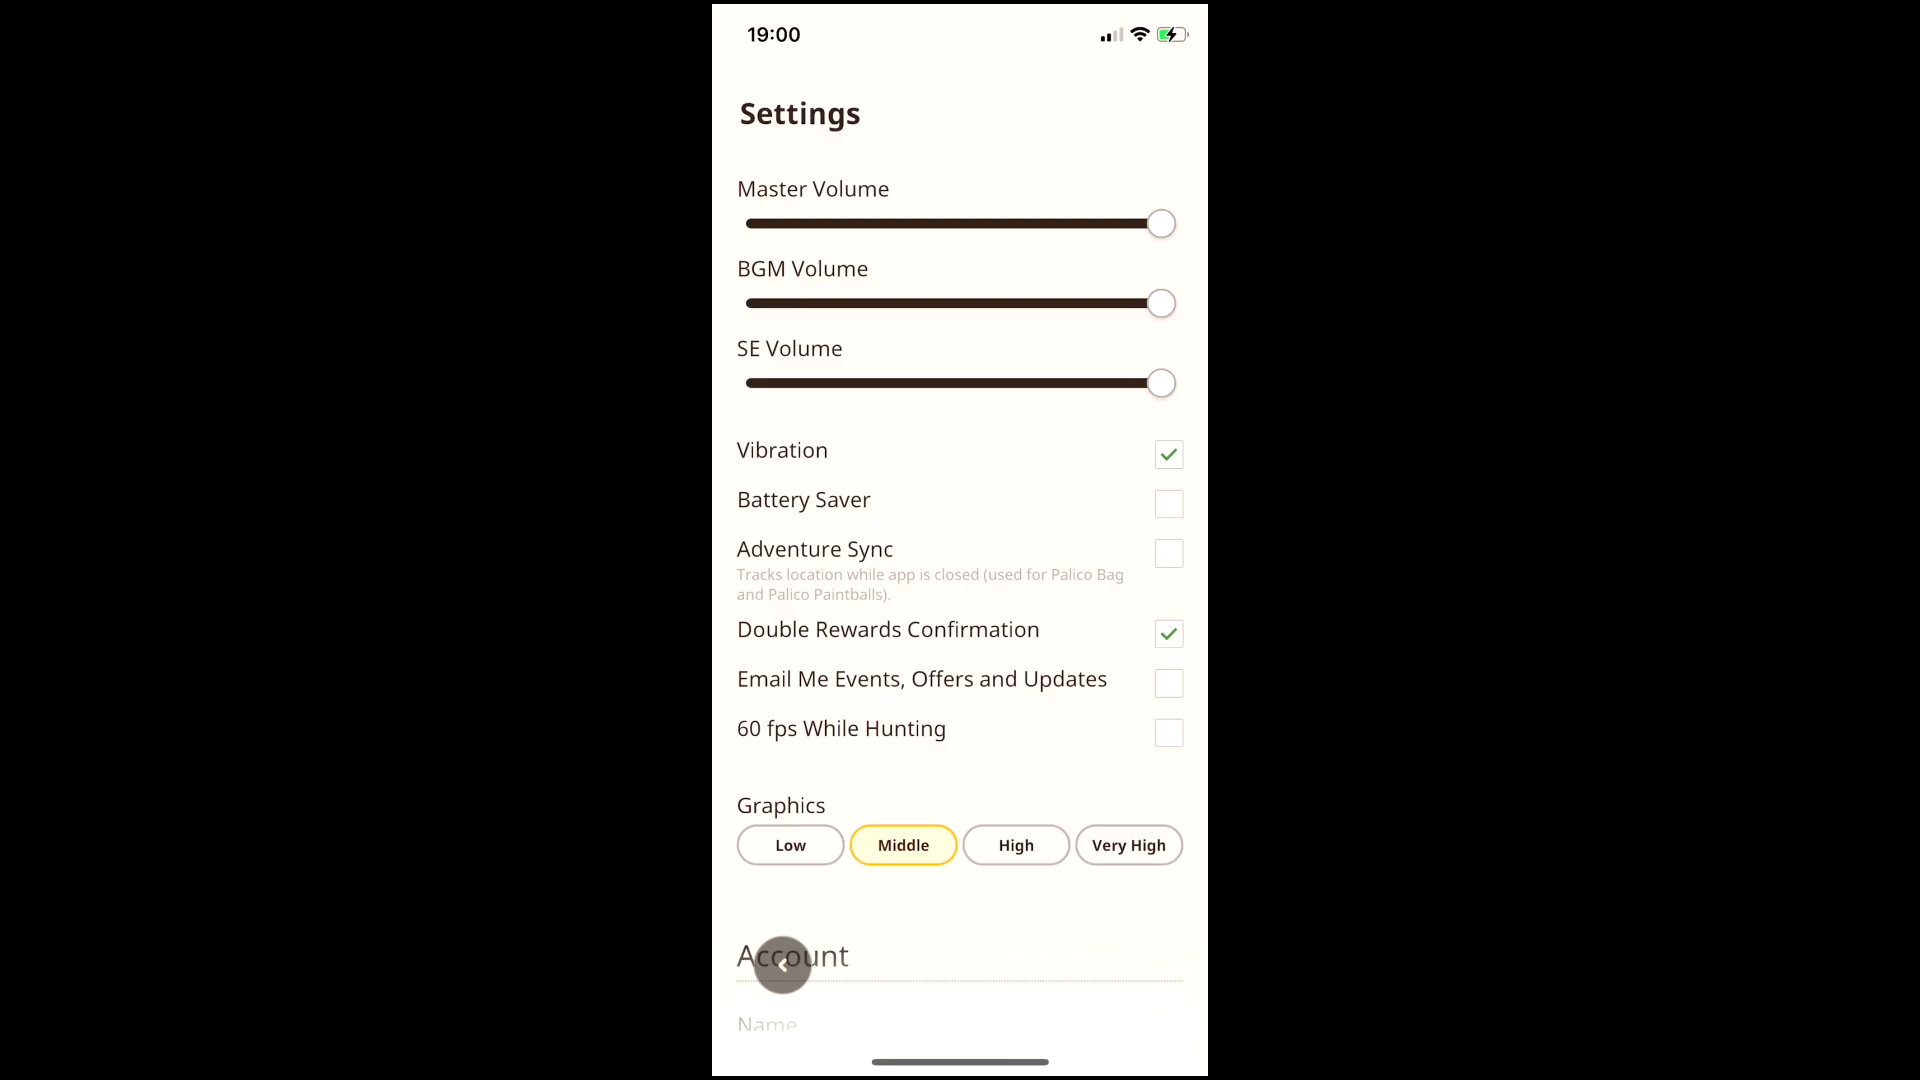 19:00
Settings
Master Volume
BGM Volume
SE Volume
Vibration
Battery Saver
Adventure Sync
Tracks location while app is closed (used for Palico Bag
and Palico Paintballs).
Double Rewards Confirmation
Email Me Events, Offers and Updates
60 fps While Hunting
Graphics
Low Middle High Very High
Account
Name